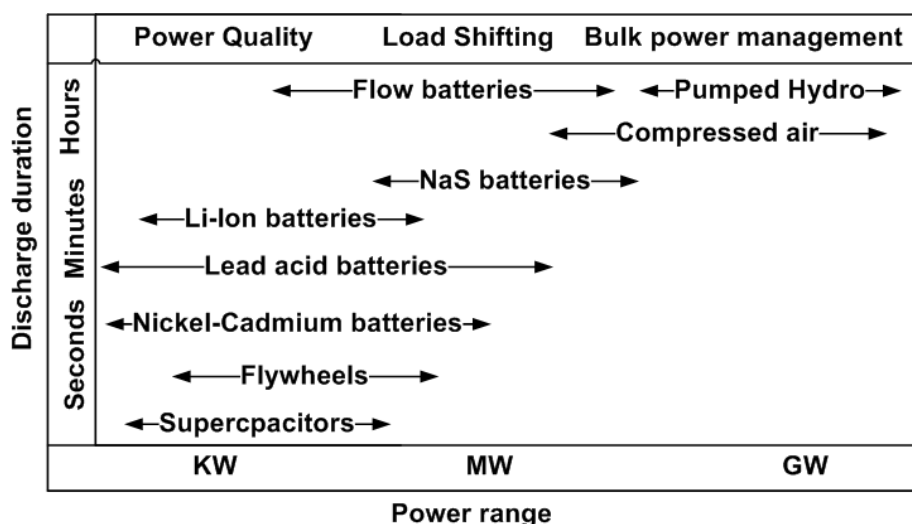 Power Quality Load Shifting Bulk power management
Discharge duration
Hours
Minutes
Seconds
Flow batteries Pumped Hydro
Compressed air
NaS batteries
Li-Ion batteries
Lead acid batteries
Nickel-Cadmium batteries
Flywheels
Supercpacitors
KW MW GW
Power range